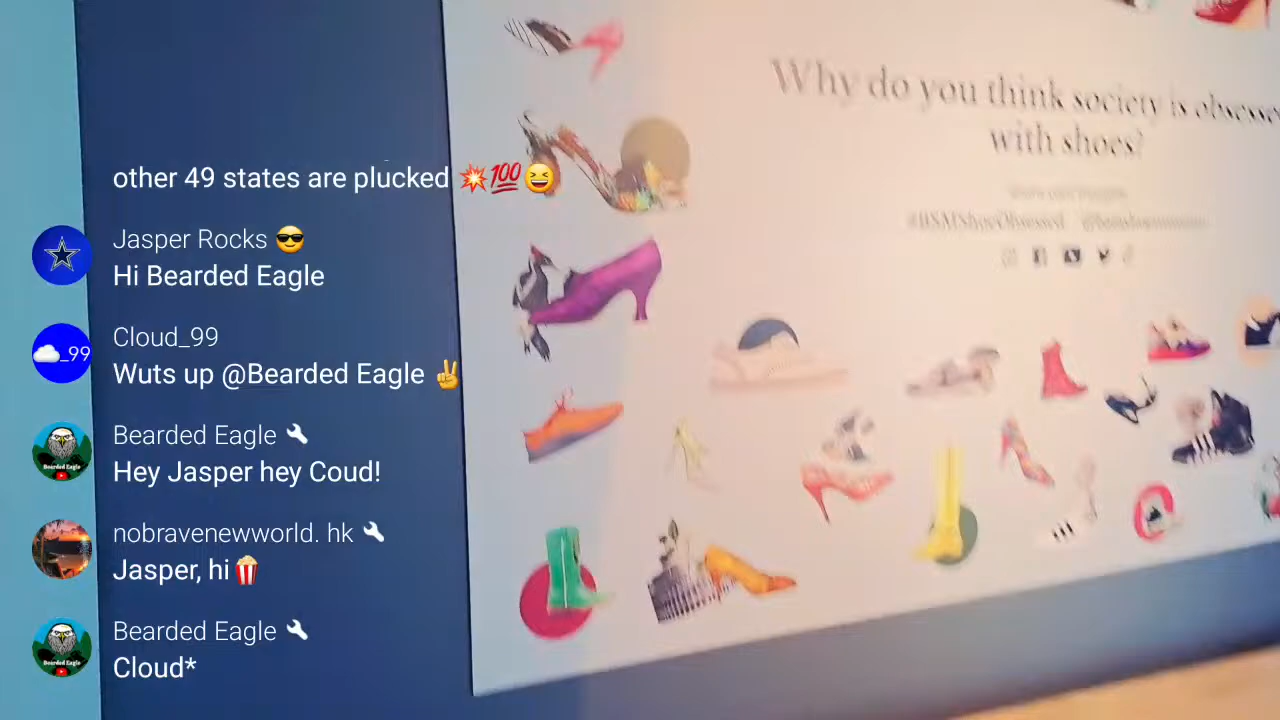 other 49 states are plucked 💥💯😆
Jasper Rocks 😎
Hi Bearded Eagle
Cloud_99
Wuts up @Bearded Eagle ✌
Bearded Eagle
Hey Jasper hey Coud!
nobravenewworld. hk
Jasper, hi🍿
Bearded Eagle
Cloud*
_99
Why do you think society is
with shoes?